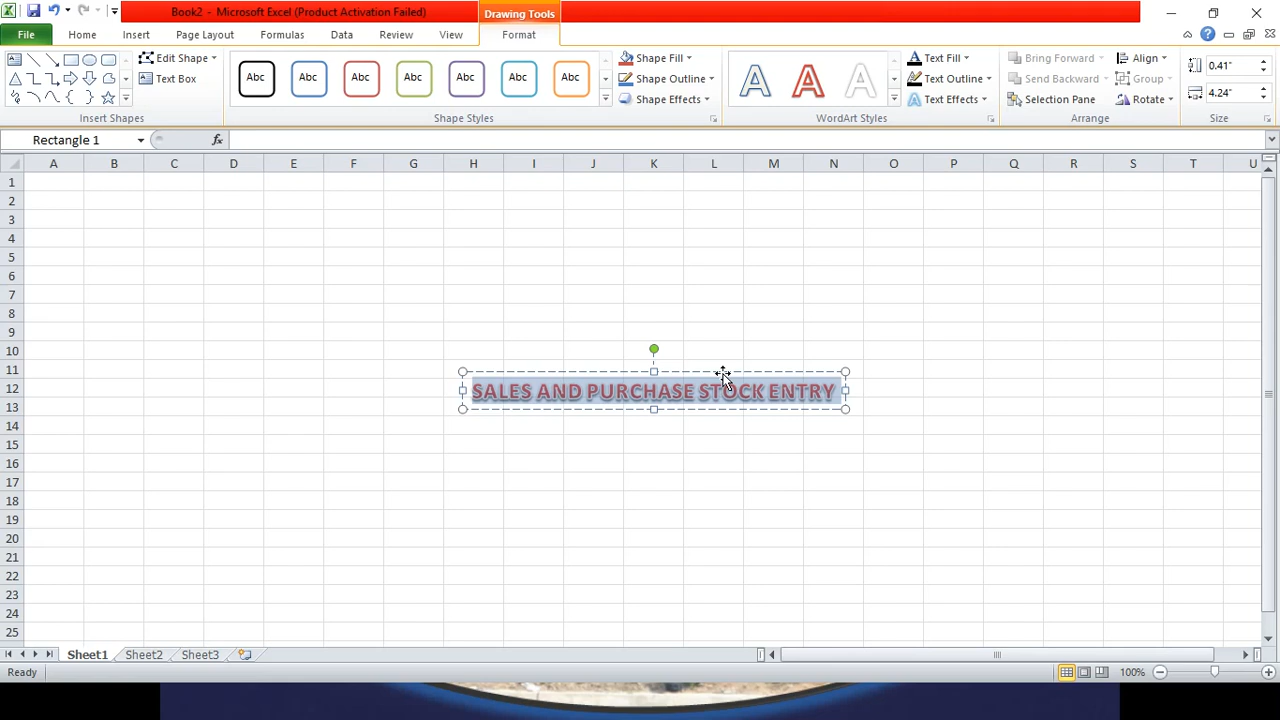 Book2 - Microsoft Excel (Product Activation Failed)
Drawing Tools
File Home Insert Page Layout Formulas Data Review View Format
Edit Shape
Text Box
Insert Shapes
Abc Abc Abc Abc Abc Abc Abc
Shape Styles
Shape Fill
Shape Outline
Shape Effects
A A A
WordArt Styles
Text Fill
Text Outline
Text Effects
Bring Forward
Send Backward
Selection Pane
Align
Group
Rotate
Arrange
0.41"
4.24"
Size
Rectangle 1
fx
A B C D E F G H I J K L M N O P Q R S T U
1
2
3
4
5
6
7
8
9
10
11
12
13
14
15
16
17
18
19
20
21
22
23
24
25
SALES AND PURCHASE STOCK ENTRY
Sheet1 Sheet2 Sheet3
Ready
100%